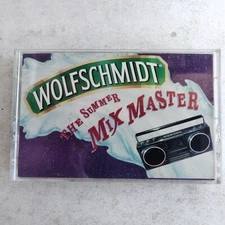 WOLFSCHMIDT
THE SUMMER
MIX MASTER